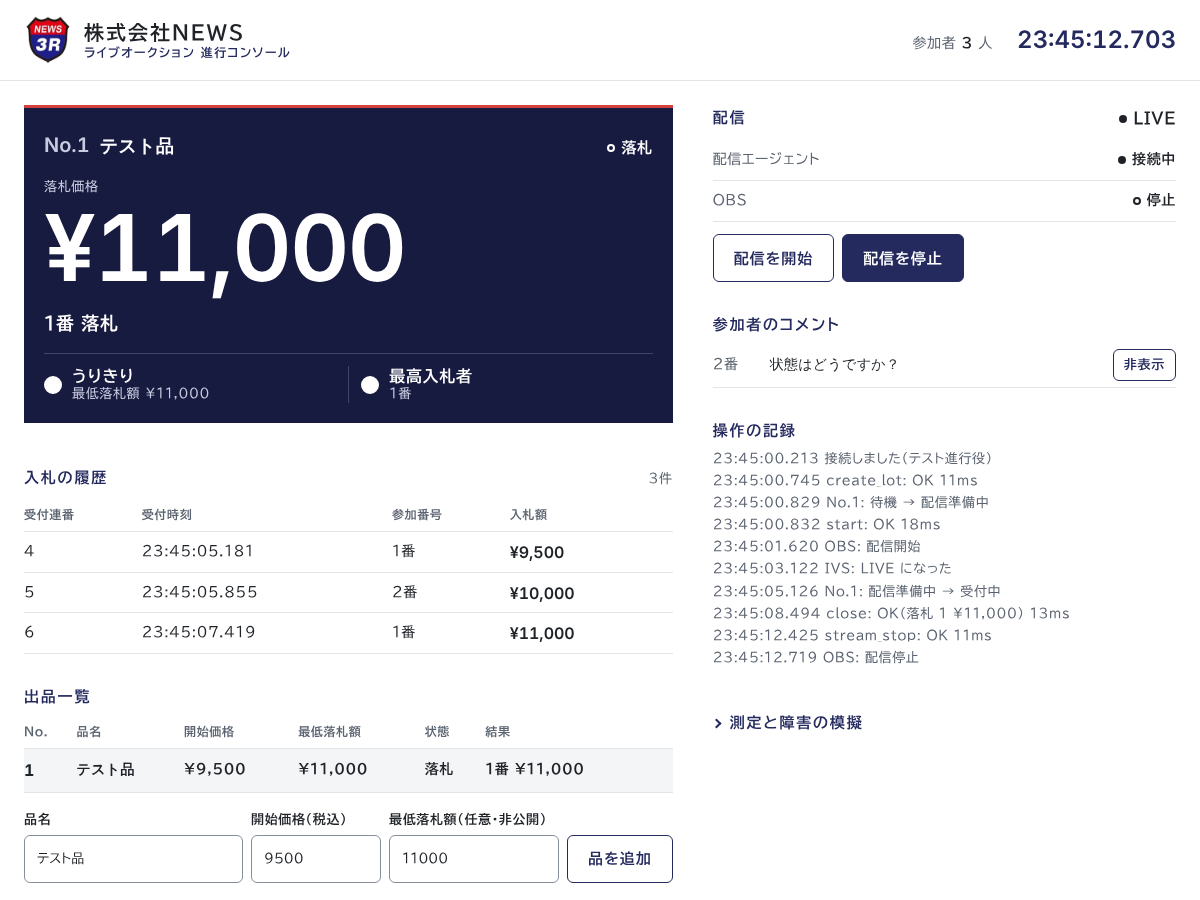 NEWS
3R
株式会社NEWS
ライブオークション 進行コンソール
参加者 3 人
23:45:12.703
No.1 テスト品
落札
落札価格
¥11,000
1番 落札
うりきり
最低落札額 ¥11,000
最高入札者
1番
入札の履歴
3件
受付連番 受付時刻 参加番号 入札額
4 23:45:05.181 1番 ¥9,500
5 23:45:05.855 2番 ¥10,000
6 23:45:07.419 1番 ¥11,000
出品一覧
No. 品名 開始価格 最低落札額 状態 結果
1 テスト品 ¥9,500 ¥11,000 落札 1番 ¥11,000
品名 開始価格(税込) 最低落札額(任意・非公開)
テスト品 9500 11000 品を追加
配信
LIVE
配信エージェント
接続中
OBS
停止
配信を開始 配信を停止
参加者のコメント
2番 状態はどうですか？ 非表示
操作の記録
23:45:00.213 接続しました(テスト進行役)
23:45:00.745 create_lot: OK 11ms
23:45:00.829 No.1: 待機 → 配信準備中
23:45:00.832 start: OK 18ms
23:45:01.620 OBS: 配信開始
23:45:03.122 IVS: LIVE になった
23:45:05.126 No.1: 配信準備中 → 受付中
23:45:08.494 close: OK(落札 1 ¥11,000) 13ms
23:45:12.425 stream_stop: OK 11ms
23:45:12.719 OBS: 配信停止
測定と障害の模擬